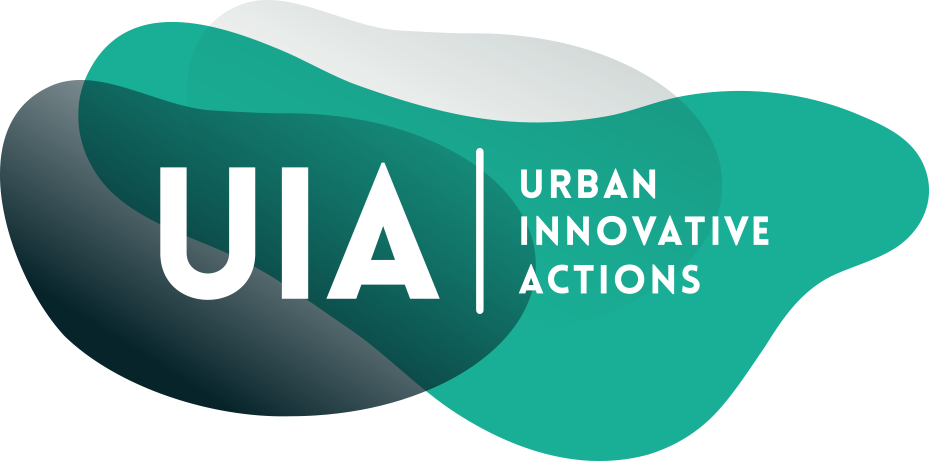 UIA
URBAN
INNOVATIVE
ACTIONS